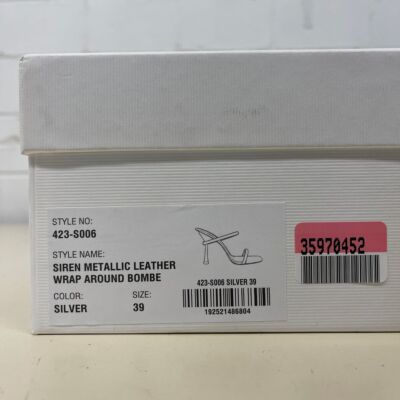 STYLE NO:
423-S006
STYLE NAME:
SIREN METALLIC LEATHER
WRAP AROUND BOMBE
COLOR: SIZE:
SILVER 39
423-S006 SILVER 39
192521486804
35970452